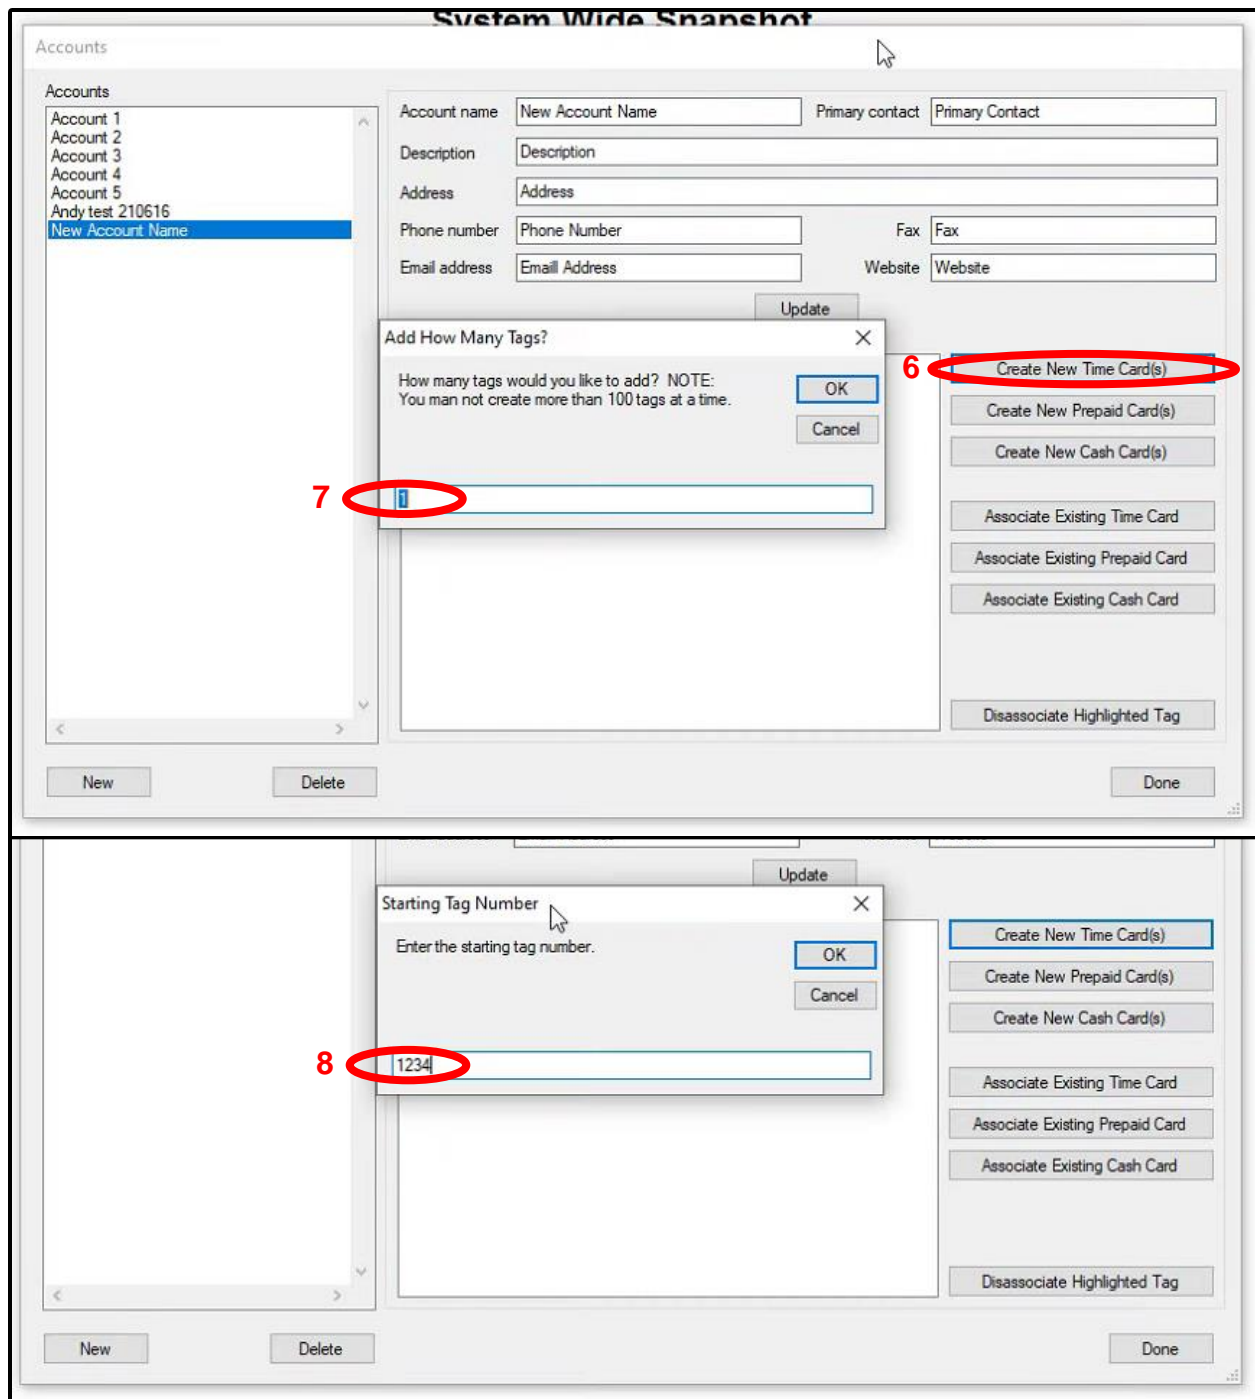 System Wide Snapshot
Accounts
Accounts
Account 1
Account 2
Account 3
Account 4
Account 5
Andy test 210616
New Account Name
Account name New Account Name Primary contact Primary Contact
Description Description
Address Address
Phone number Phone Number Fax Fax
Email address Emaill Address Website Website
Update
Add How Many Tags?
How many tags would you like to add? NOTE:
You man not create more than 100 tags at a time.
OK
Cancel
7 1
6 Create New Time Card(s)
Create New Prepaid Card(s)
Create New Cash Card(s)
Associate Existing Time Card
Associate Existing Prepaid Card
Associate Existing Cash Card
Disassociate Highlighted Tag
New Delete Done
Update
Starting Tag Number
Enter the starting tag number.
OK
Cancel
8 1234
Create New Time Card(s)
Create New Prepaid Card(s)
Create New Cash Card(s)
Associate Existing Time Card
Associate Existing Prepaid Card
Associate Existing Cash Card
Disassociate Highlighted Tag
New Delete Done